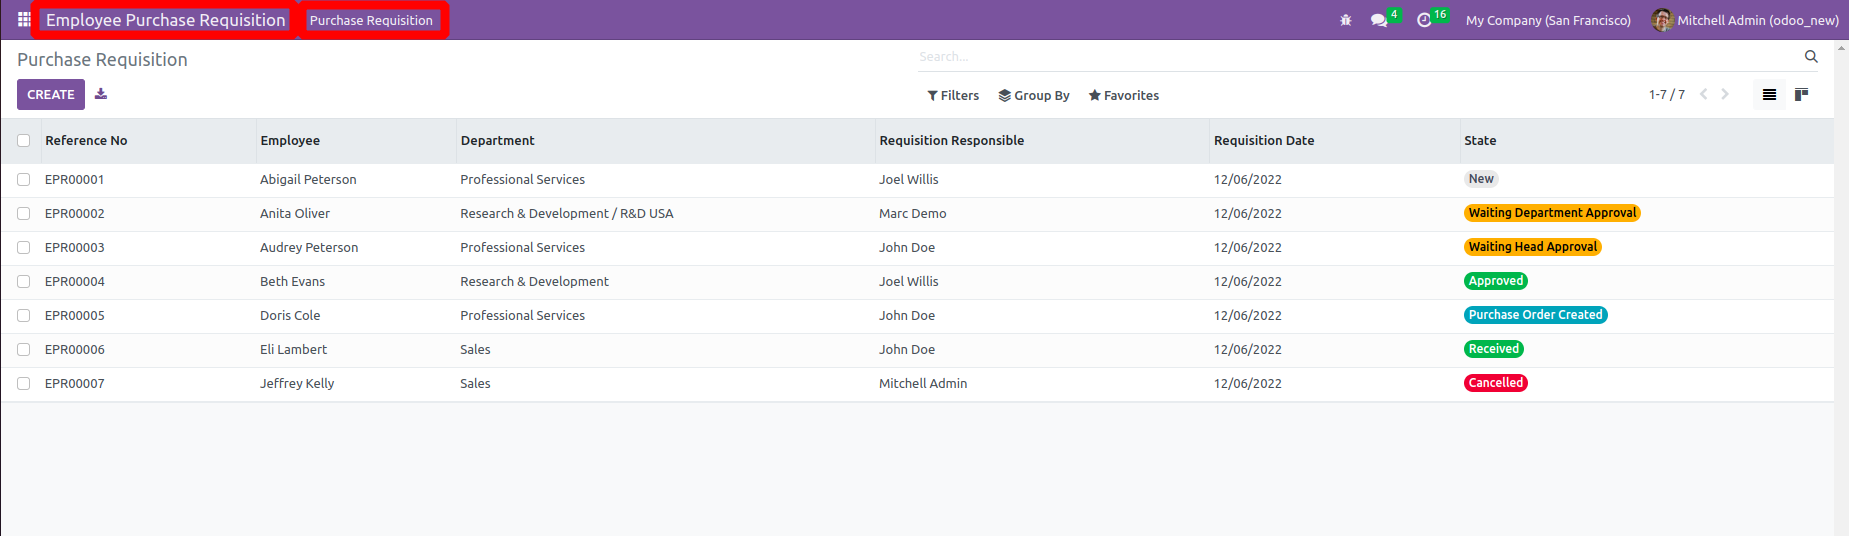 Employee Purchase Requisition Purchase Requisition 4 16 My Company (San Francisco) Mitchell Admin (odoo_new)
Purchase Requisition Search...
CREATE Filters Group By Favorites 1-7 / 7
Reference No Employee Department Requisition Responsible Requisition Date State
EPR00001 Abigail Peterson Professional Services Joel Willis 12/06/2022 New
EPR00002 Anita Oliver Research & Development / R&D USA Marc Demo 12/06/2022 Waiting Department Approval
EPR00003 Audrey Peterson Professional Services John Doe 12/06/2022 Waiting Head Approval
EPR00004 Beth Evans Research & Development Joel Willis 12/06/2022 Approved
EPR00005 Doris Cole Professional Services John Doe 12/06/2022 Purchase Order Created
EPR00006 Eli Lambert Sales John Doe 12/06/2022 Received
EPR00007 Jeffrey Kelly Sales Mitchell Admin 12/06/2022 Cancelled